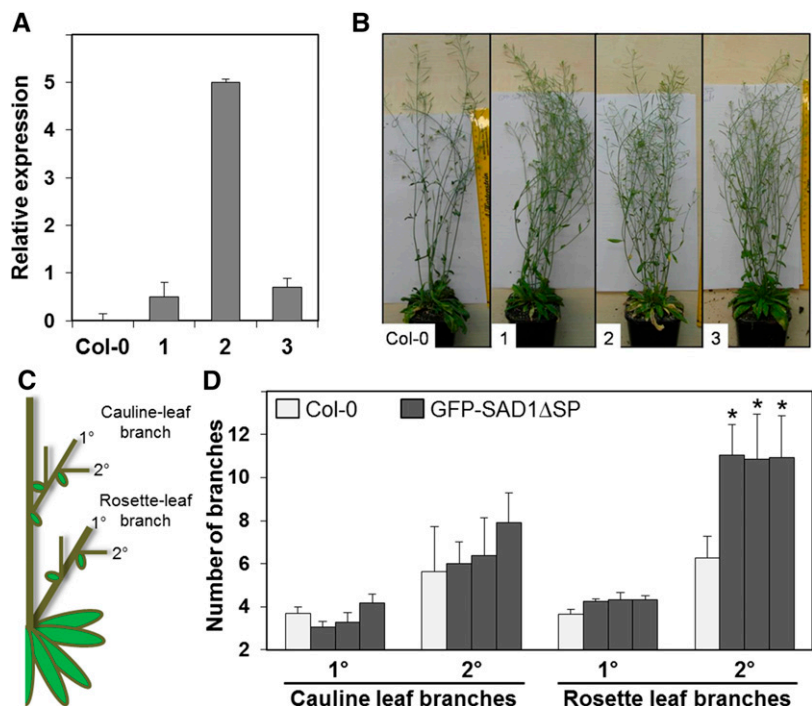 A
Relative expression
5
4
3
2
1
0
Col-0 1 2 3
B
Col-0 1 2 3
C
Cauline-leaf
branch
1°
2°
Rosette-leaf
branch
1°
2°
D
Col-0 GFP-SAD1ΔSP
Number of branches
12
10
8
6
4
2
* * *
1° 2° 1° 2°
Cauline leaf branches Rosette leaf branches